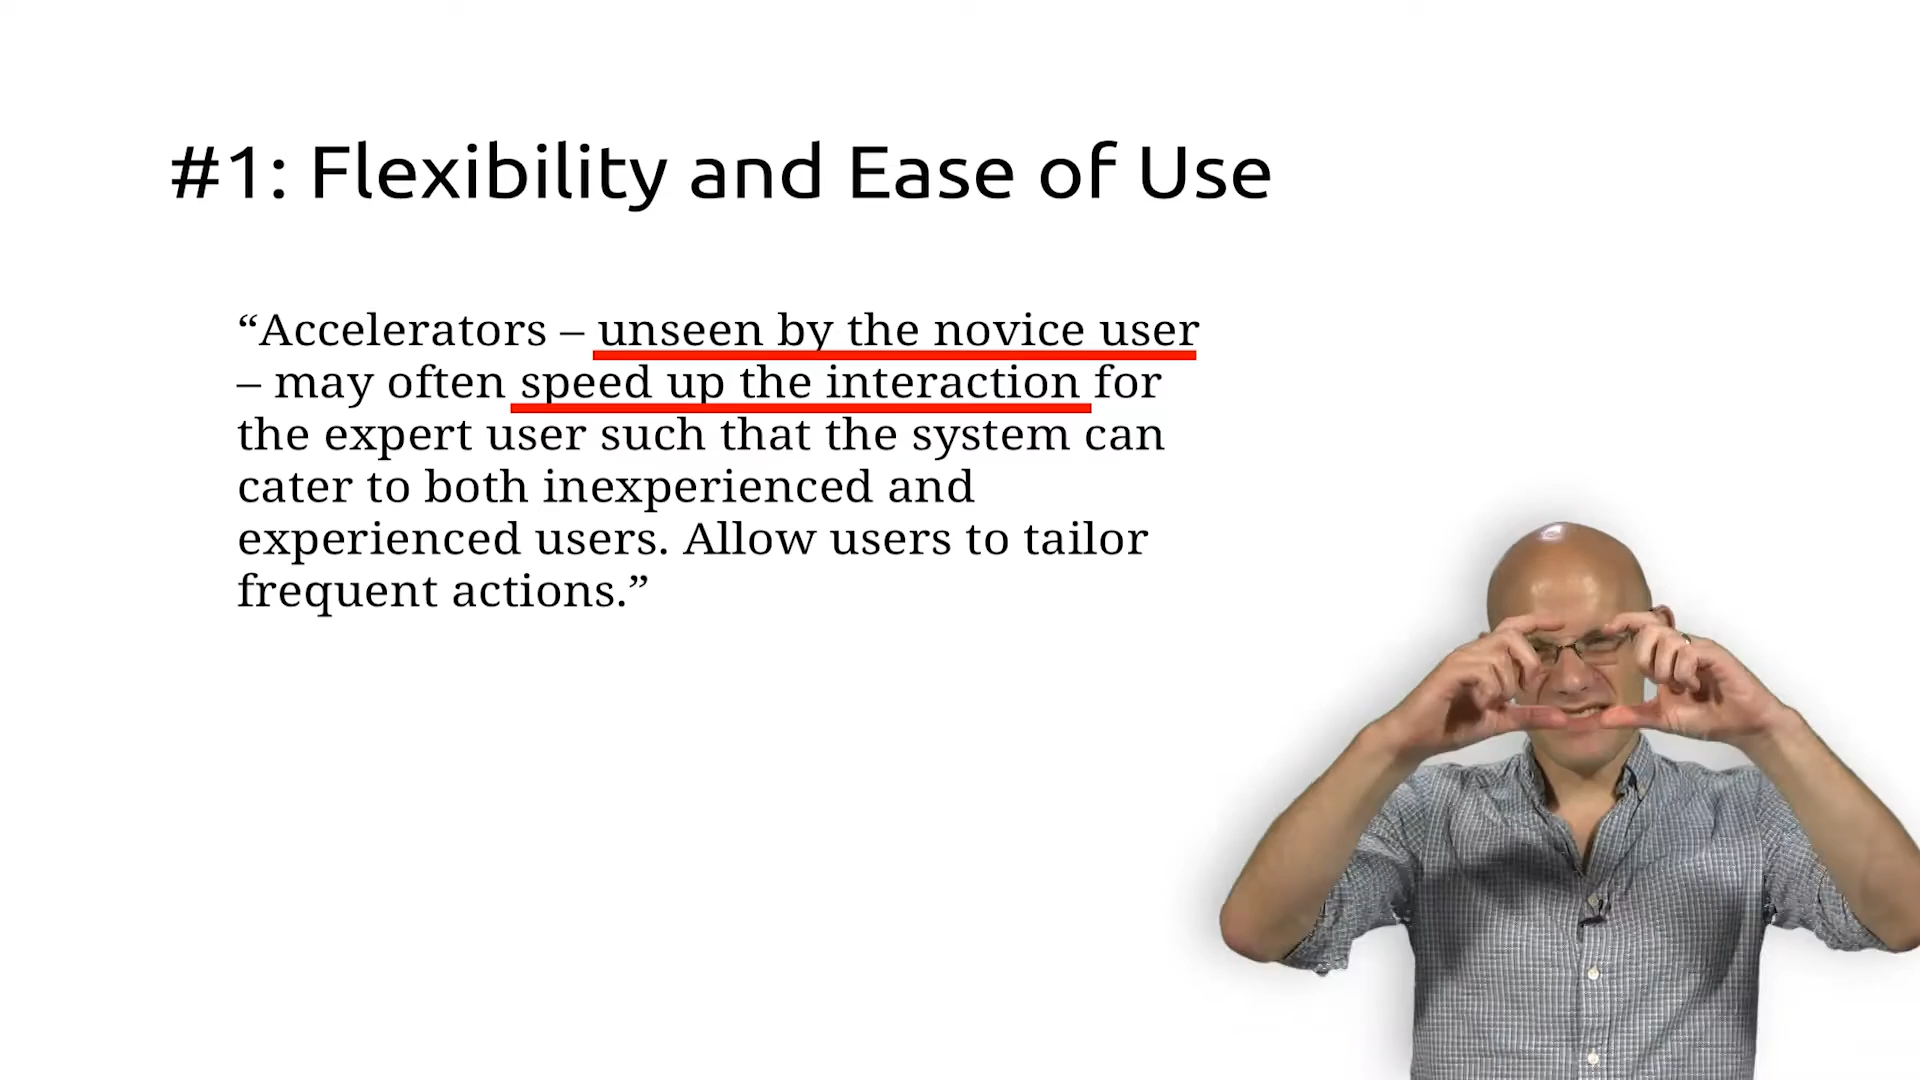 #1: Flexibility and Ease of Use
“Accelerators – unseen by the novice user
– may often speed up the interaction for
the expert user such that the system can
cater to both inexperienced and
experienced users. Allow users to tailor
frequent actions.”